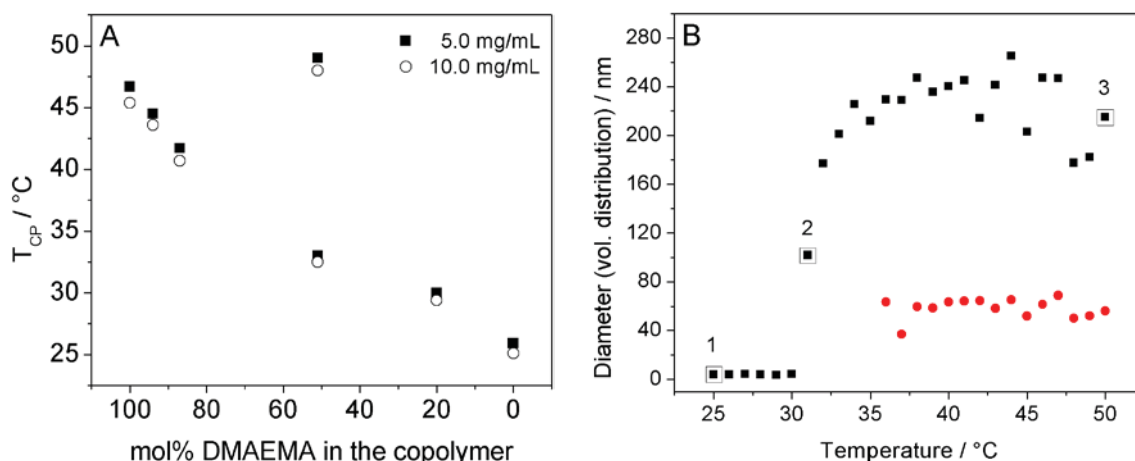 A
5.0 mg/mL
10.0 mg/mL
50
45
40
35
30
25
T_CP / °C
100 80 60 40 20 0
mol% DMAEMA in the copolymer
B
280
240
200
160
120
80
40
0
Diameter (vol. distribution) / nm
1
2
3
25 30 35 40 45 50
Temperature / °C